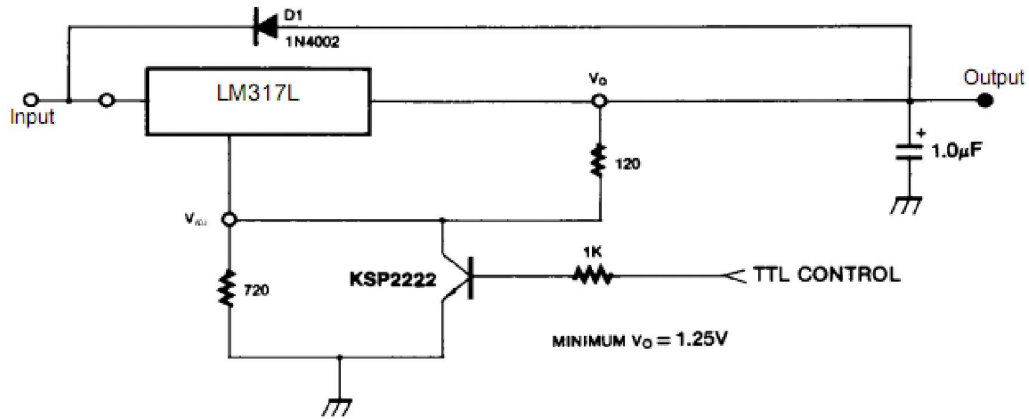 D1
1N4002
LM317L
Vo
Output
Input
120
+
1.0µF
1K
KSP2222
TTL CONTROL
720
MINIMUM Vo = 1.25V